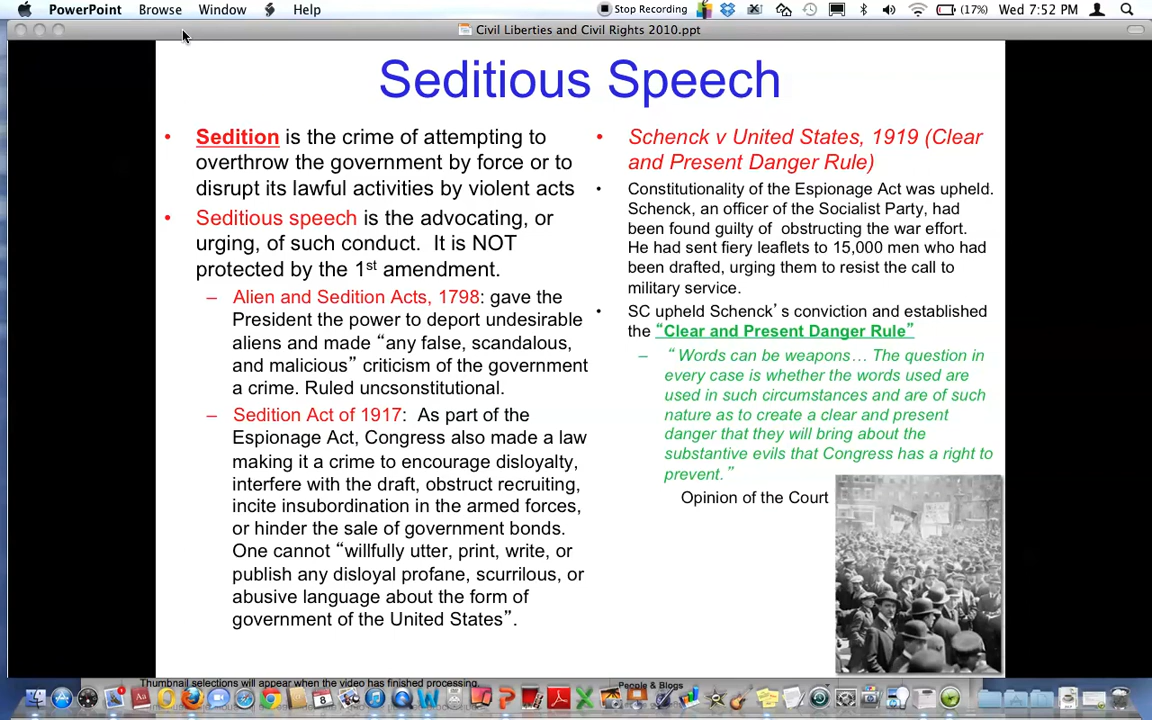 PowerPoint Browse Window Help Stop Recording (17%) Wed 7:52 PM
Civil Liberties and Civil Rights 2010.ppt
Seditious Speech
• Sedition is the crime of attempting to
overthrow the government by force or to
disrupt its lawful activities by violent acts
• Seditious speech is the advocating, or
urging, of such conduct. It is NOT
protected by the 1st amendment.
– Alien and Sedition Acts, 1798: gave the
President the power to deport undesirable
aliens and made “any false, scandalous,
and malicious” criticism of the government
a crime. Ruled uncsonstitutional.
– Sedition Act of 1917: As part of the
Espionage Act, Congress also made a law
making it a crime to encourage disloyalty,
interfere with the draft, obstruct recruiting,
incite insubordination in the armed forces,
or hinder the sale of government bonds.
One cannot “willfully utter, print, write, or
publish any disloyal profane, scurrilous, or
abusive language about the form of
government of the United States”.
• Schenck v United States, 1919 (Clear
and Present Danger Rule)
• Constitutionality of the Espionage Act was upheld.
Schenck, an officer of the Socialist Party, had
been found guilty of obstructing the war effort.
He had sent fiery leaflets to 15,000 men who had
been drafted, urging them to resist the call to
military service.
• SC upheld Schenck’s conviction and established
the “Clear and Present Danger Rule”
– “Words can be weapons… The question in
every case is whether the words used are
used in such circumstances and are of such
nature as to create a clear and present
danger that they will bring about the
substantive evils that Congress has a right to
prevent.”
Opinion of the Court
Thumbnail selections will appear when the video has finished processing.
People & Blogs